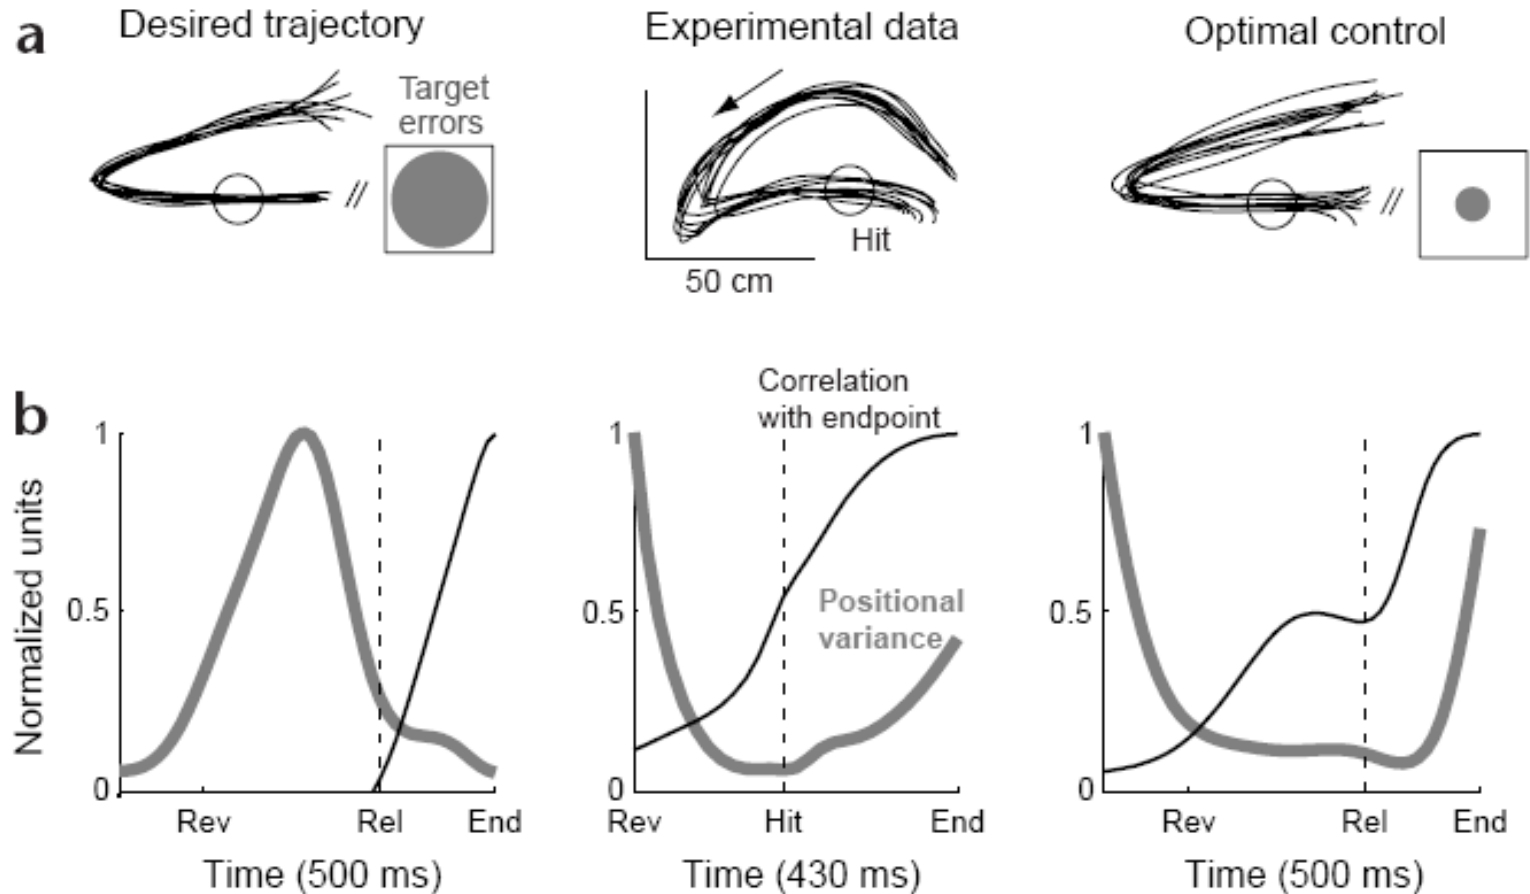 a
Desired trajectory
Experimental data
Optimal control
Target
errors
Hit
50 cm
b
Correlation
with endpoint
Positional
variance
Normalized units
1
0.5
0
Rev
Rel
End
Time (500 ms)
1
0.5
0
Rev
Hit
End
Time (430 ms)
1
0.5
0
Rev
Rel
End
Time (500 ms)